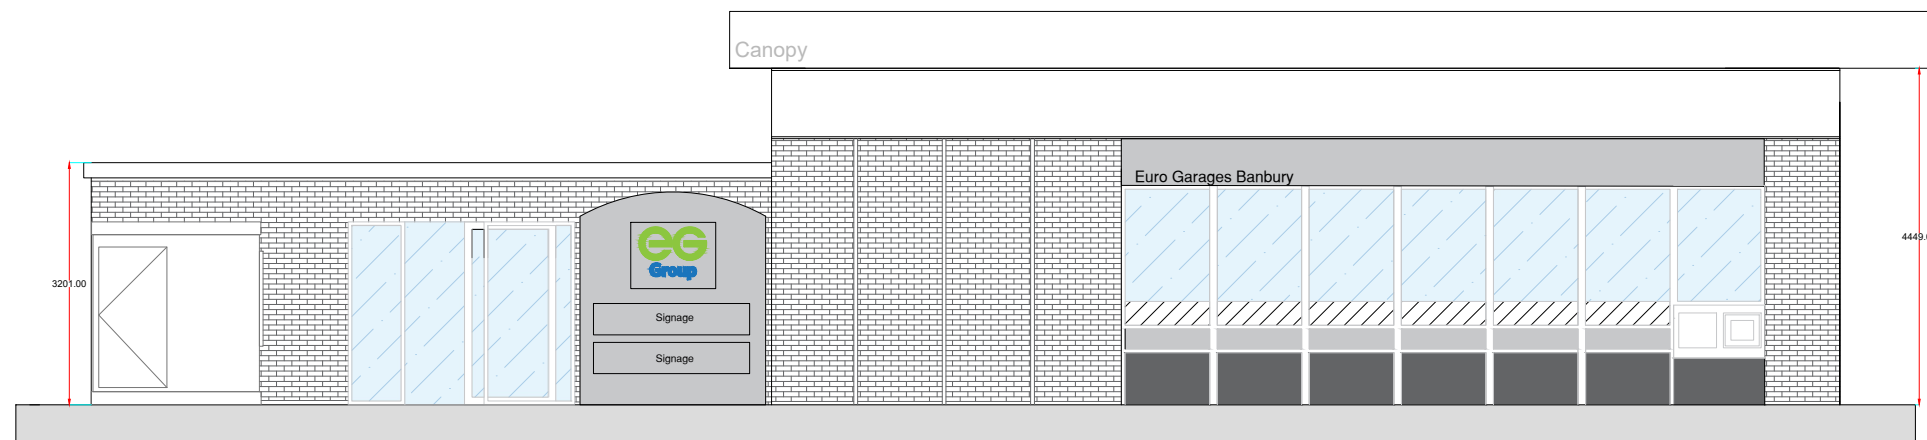 Canopy
Euro Garages Banbury
eG
Group
3201.00
Signage
Signage